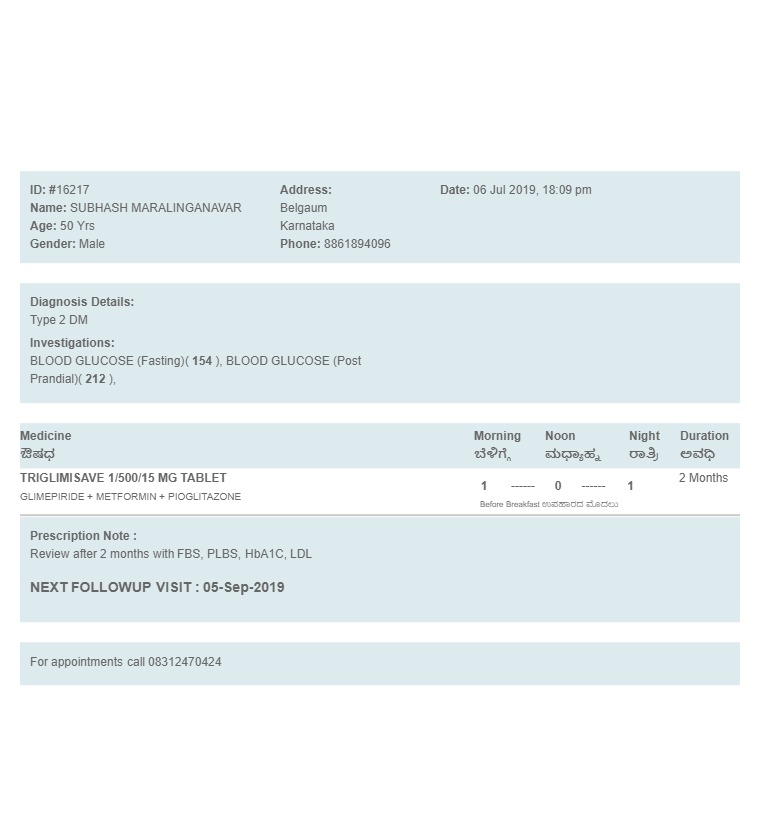 ID: #16217
Name: SUBHASH MARALINGANAVAR
Age: 50 Yrs
Gender: Male
Address:
Belgaum
Karnataka
Phone: 8861894096
Date: 06 Jul 2019, 18:09 pm
Diagnosis Details:
Type 2 DM
Investigations:
BLOOD GLUCOSE (Fasting)( 154 ), BLOOD GLUCOSE (Post
Prandial)( 212 ),
Medicine Morning Noon Night Duration
ಔಷಧ ಬೆಳಿಗ್ಗೆ ಮಧ್ಯಾಹ್ನ ರಾತ್ರಿ ಅವಧಿ
TRIGLIMISAVE 1/500/15 MG TABLET 1 ------ 0 ------ 1 2 Months
GLIMEPIRIDE + METFORMIN + PIOGLITAZONE
Before Breakfast ಉಪಹಾರದ ಮೊದಲು
Prescription Note :
Review after 2 months with FBS, PLBS, HbA1C, LDL
NEXT FOLLOWUP VISIT : 05-Sep-2019
For appointments call 08312470424